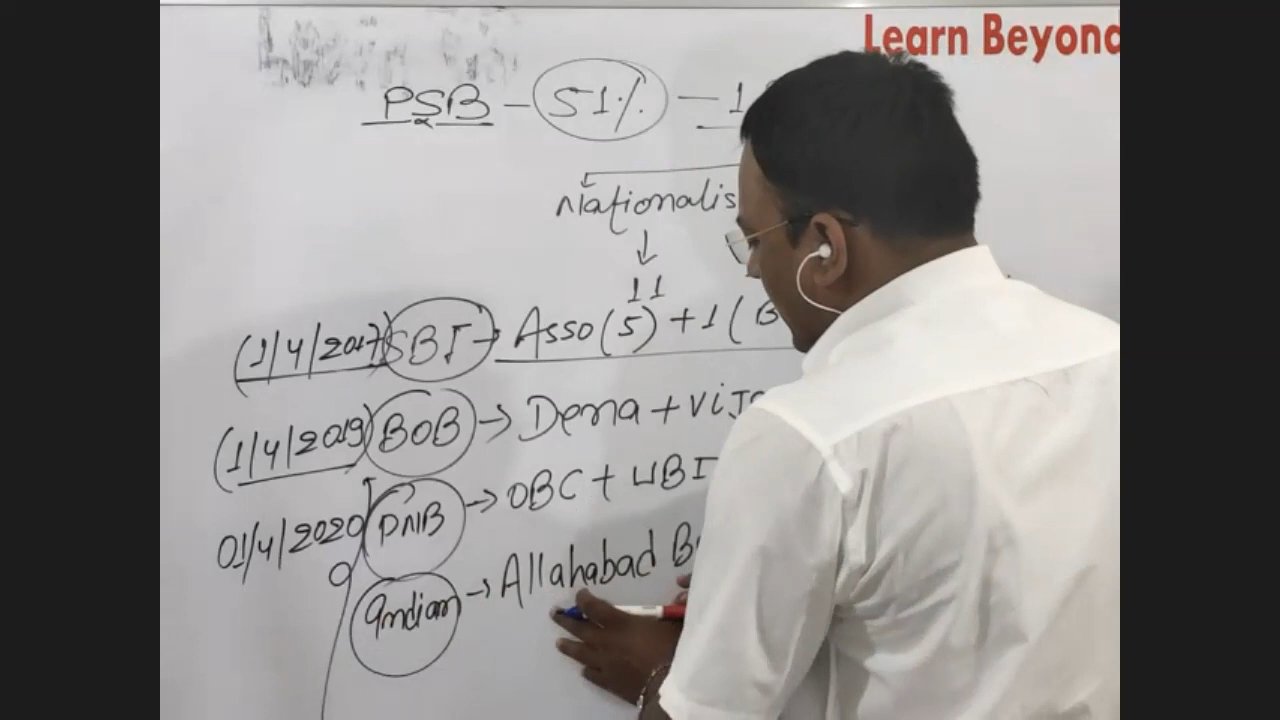 Learn Beyond
PSB - 51% - 1
Nationalis
11
(1/4/2017) SBI → Asso (5) + 1 ( B
(1/4/2019) BOB → Dena + Vija
01/4/2020 PNB → OBC + UBI
Indian → Allahabad B